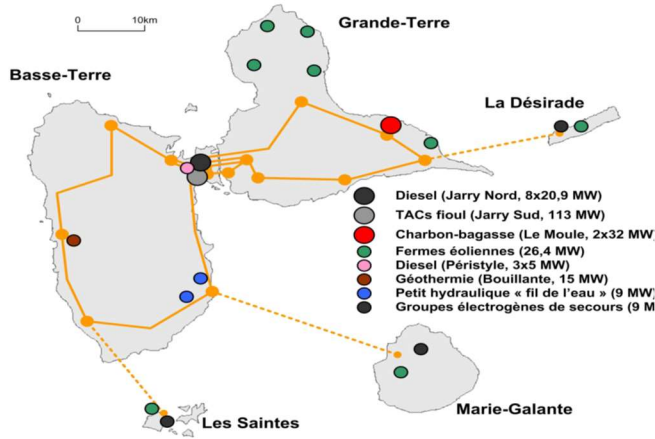 0 10km
Grande-Terre
Basse-Terre
La Désirade
Diesel (Jarry Nord, 8x20,9 MW)
TACs fioul (Jarry Sud, 113 MW)
Charbon-bagasse (Le Moule, 2x32 MW)
Fermes éoliennes (26,4 MW)
Diesel (Péristyle, 3x5 MW)
Géothermie (Bouillante, 15 MW)
Petit hydraulique « fil de l'eau » (9 MW)
Groupes électrogènes de secours (9 M
Marie-Galante
Les Saintes